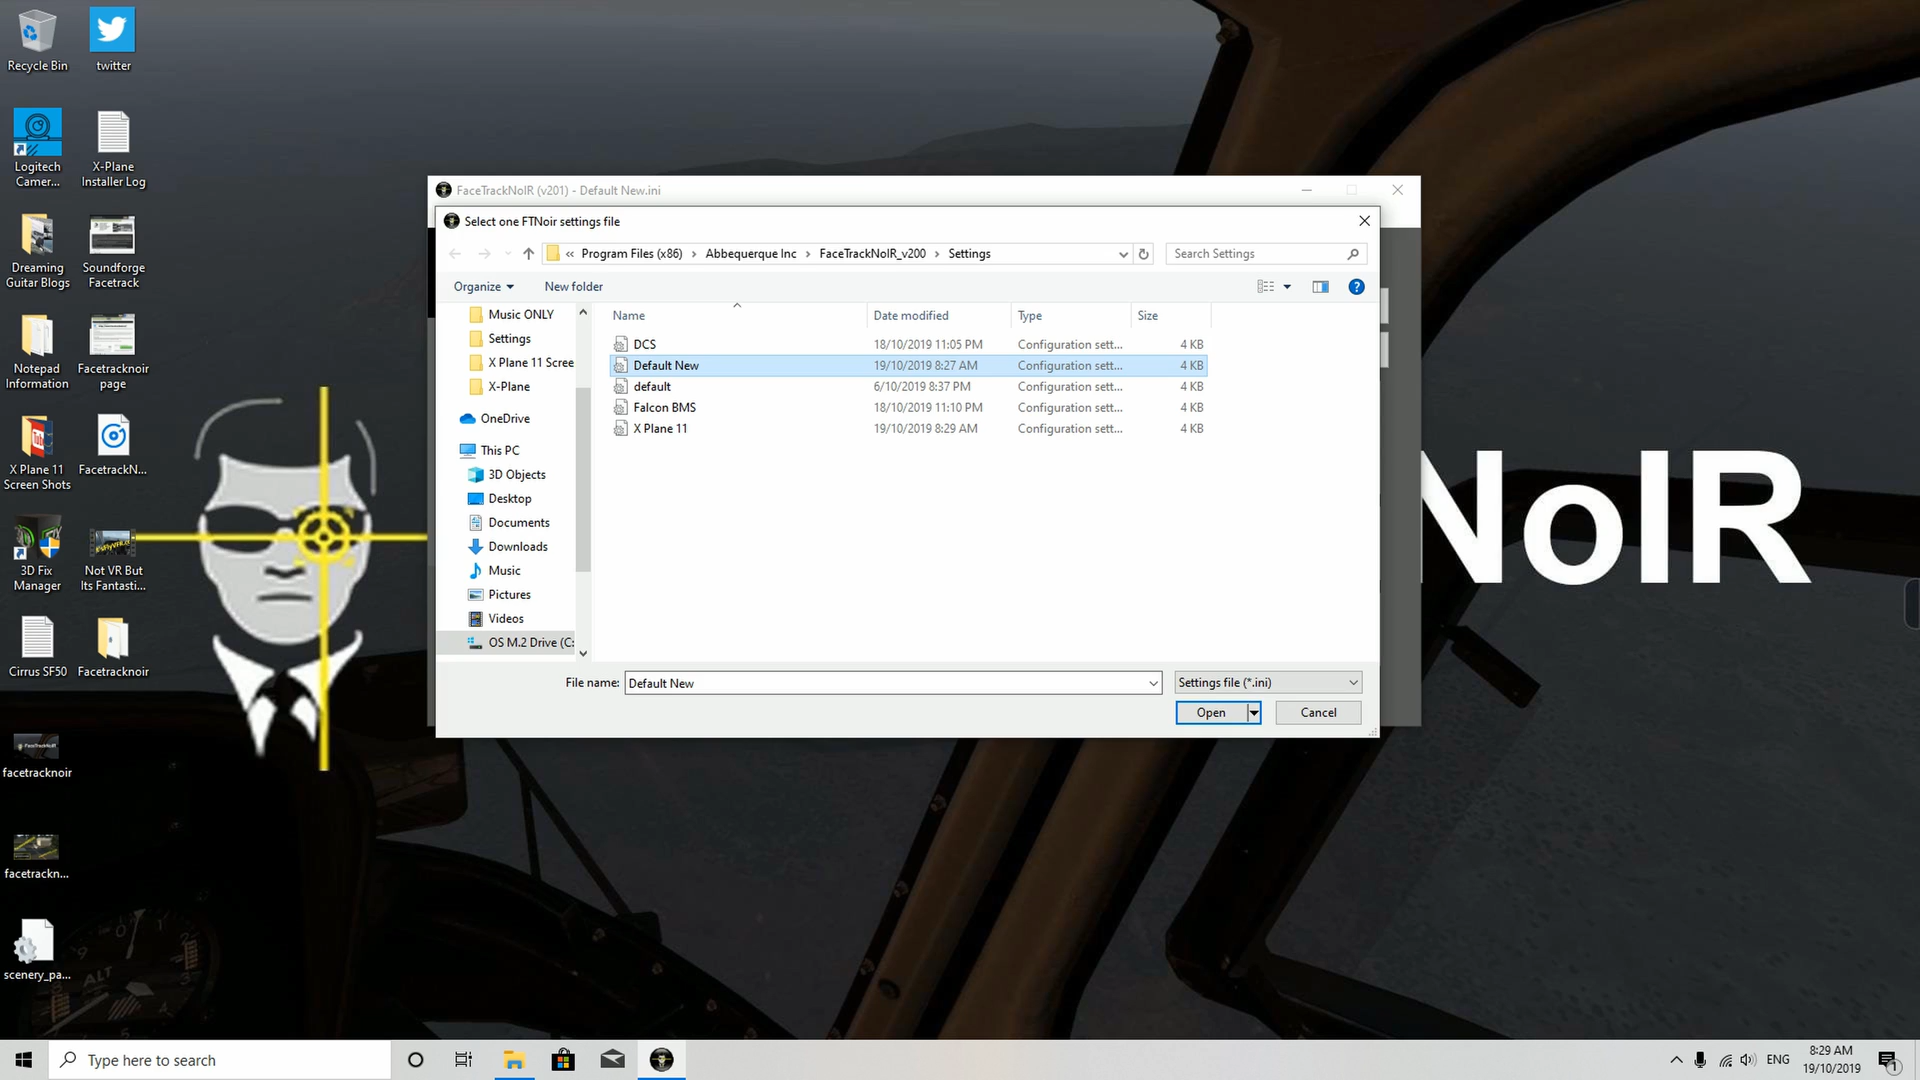 Recycle Bin
twitter
Logitech
Camer...
X-Plane
Installer Log
Dreaming
Guitar Blogs
Soundforge
Facetrack
Notepad
Information
Facetracknoir
page
X Plane 11
Screen Shots
FacetrackN...
3D Fix
Manager
Not VR But
Its Fantasti...
Cirrus SF50
Facetracknoir
facetracknoir
facetrackn...
scenery_pa...
NoIR
FaceTrackNoIR (v201) - Default New.ini
Select one FTNoir settings file
« Program Files (x86) › Abbequerque Inc › FaceTrackNoIR_v200 › Settings
Search Settings
Organize
New folder
Music ONLY
Settings
X Plane 11 Scree
X-Plane
OneDrive
This PC
3D Objects
Desktop
Documents
Downloads
Music
Pictures
Videos
OS M.2 Drive (C:
Name Date modified Type Size
DCS 18/10/2019 11:05 PM Configuration sett... 4 KB
Default New 19/10/2019 8:27 AM Configuration sett... 4 KB
default 6/10/2019 8:37 PM Configuration sett... 4 KB
Falcon BMS 18/10/2019 11:10 PM Configuration sett... 4 KB
X Plane 11 19/10/2019 8:29 AM Configuration sett... 4 KB
File name: Default New
Settings file (*.ini)
Open
Cancel
ALT
Type here to search
ENG
8:29 AM
19/10/2019
1